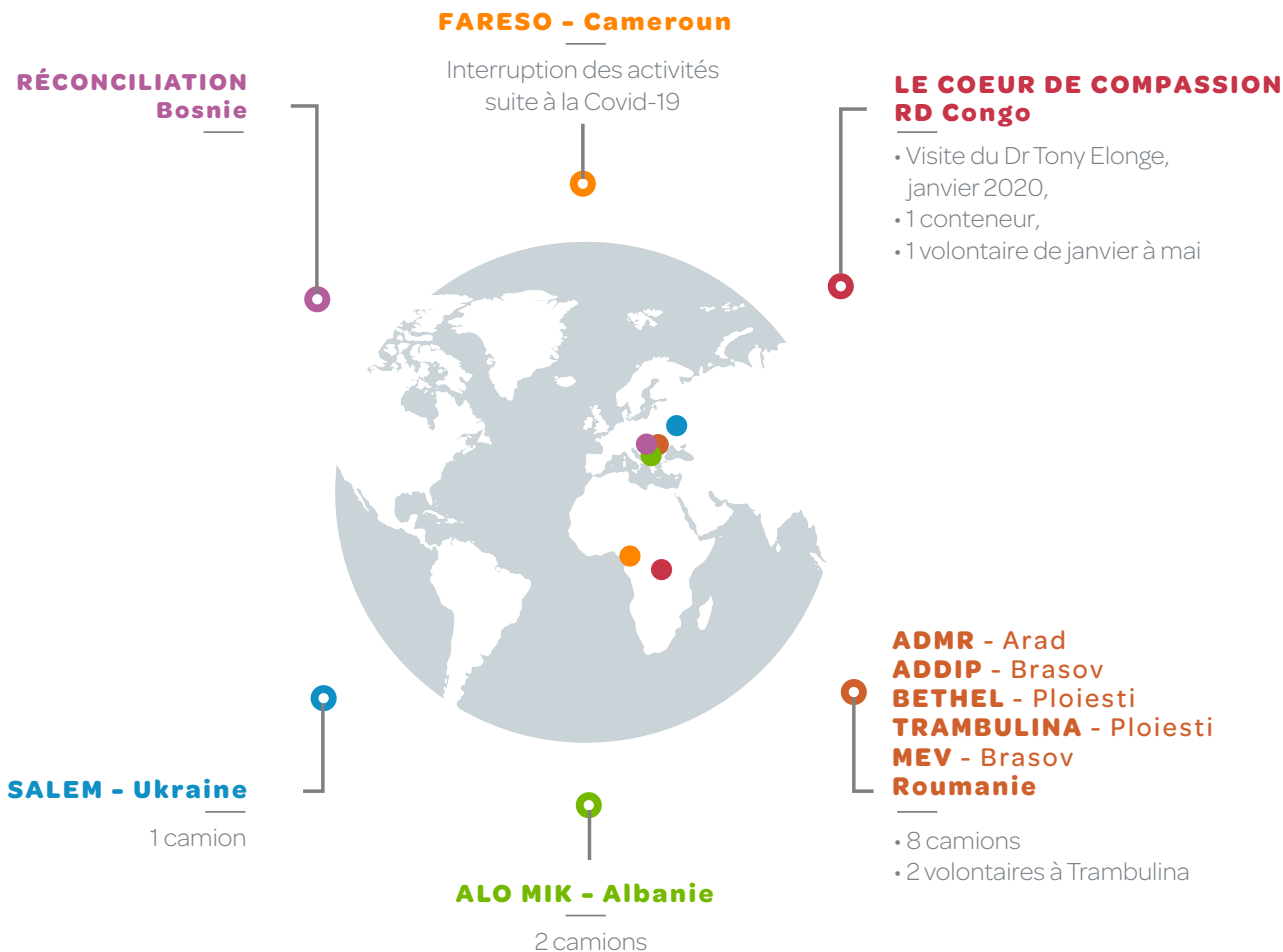 FARESO - Cameroun
Interruption des activités
suite à la Covid-19
RÉCONCILIATION
Bosnie
LE COEUR DE COMPASSION
RD Congo
• Visite du Dr Tony Elonge,
janvier 2020,
• 1 conteneur,
• 1 volontaire de janvier à mai
SALEM - Ukraine
1 camion
ALO MIK - Albanie
2 camions
ADMR - Arad
ADDIP - Brasov
BETHEL - Ploiesti
TRAMBULINA - Ploiesti
MEV - Brasov
Roumanie
• 8 camions
• 2 volontaires à Trambulina